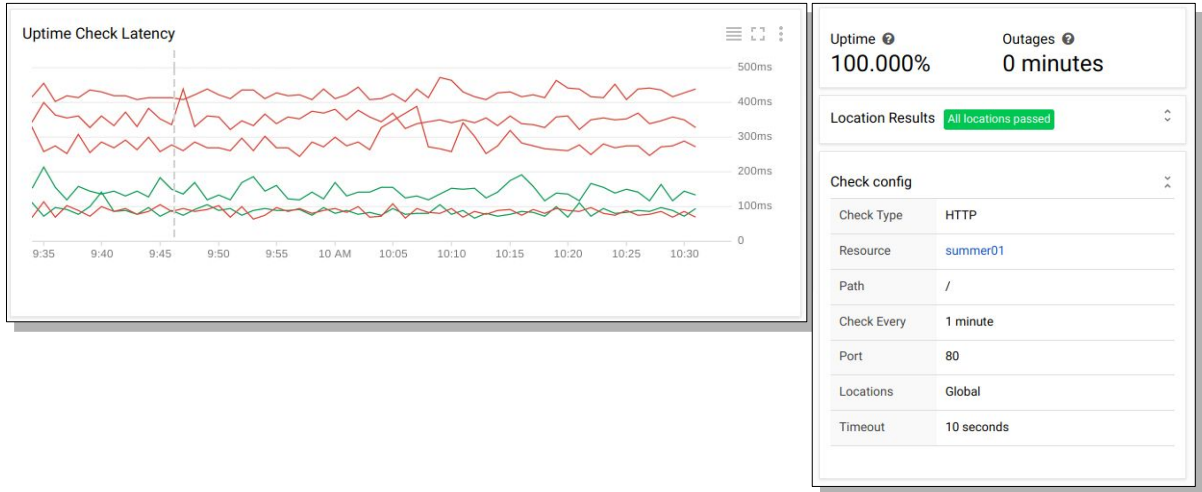 Uptime Check Latency
500ms
400ms
300ms
200ms
100ms
0
9:35 9:40 9:45 9:50 9:55 10 AM 10:05 10:10 10:15 10:20 10:25 10:30
Uptime ? Outages ?
100.000% 0 minutes
Location Results All locations passed
Check config
Check Type HTTP
Resource summer01
Path /
Check Every 1 minute
Port 80
Locations Global
Timeout 10 seconds